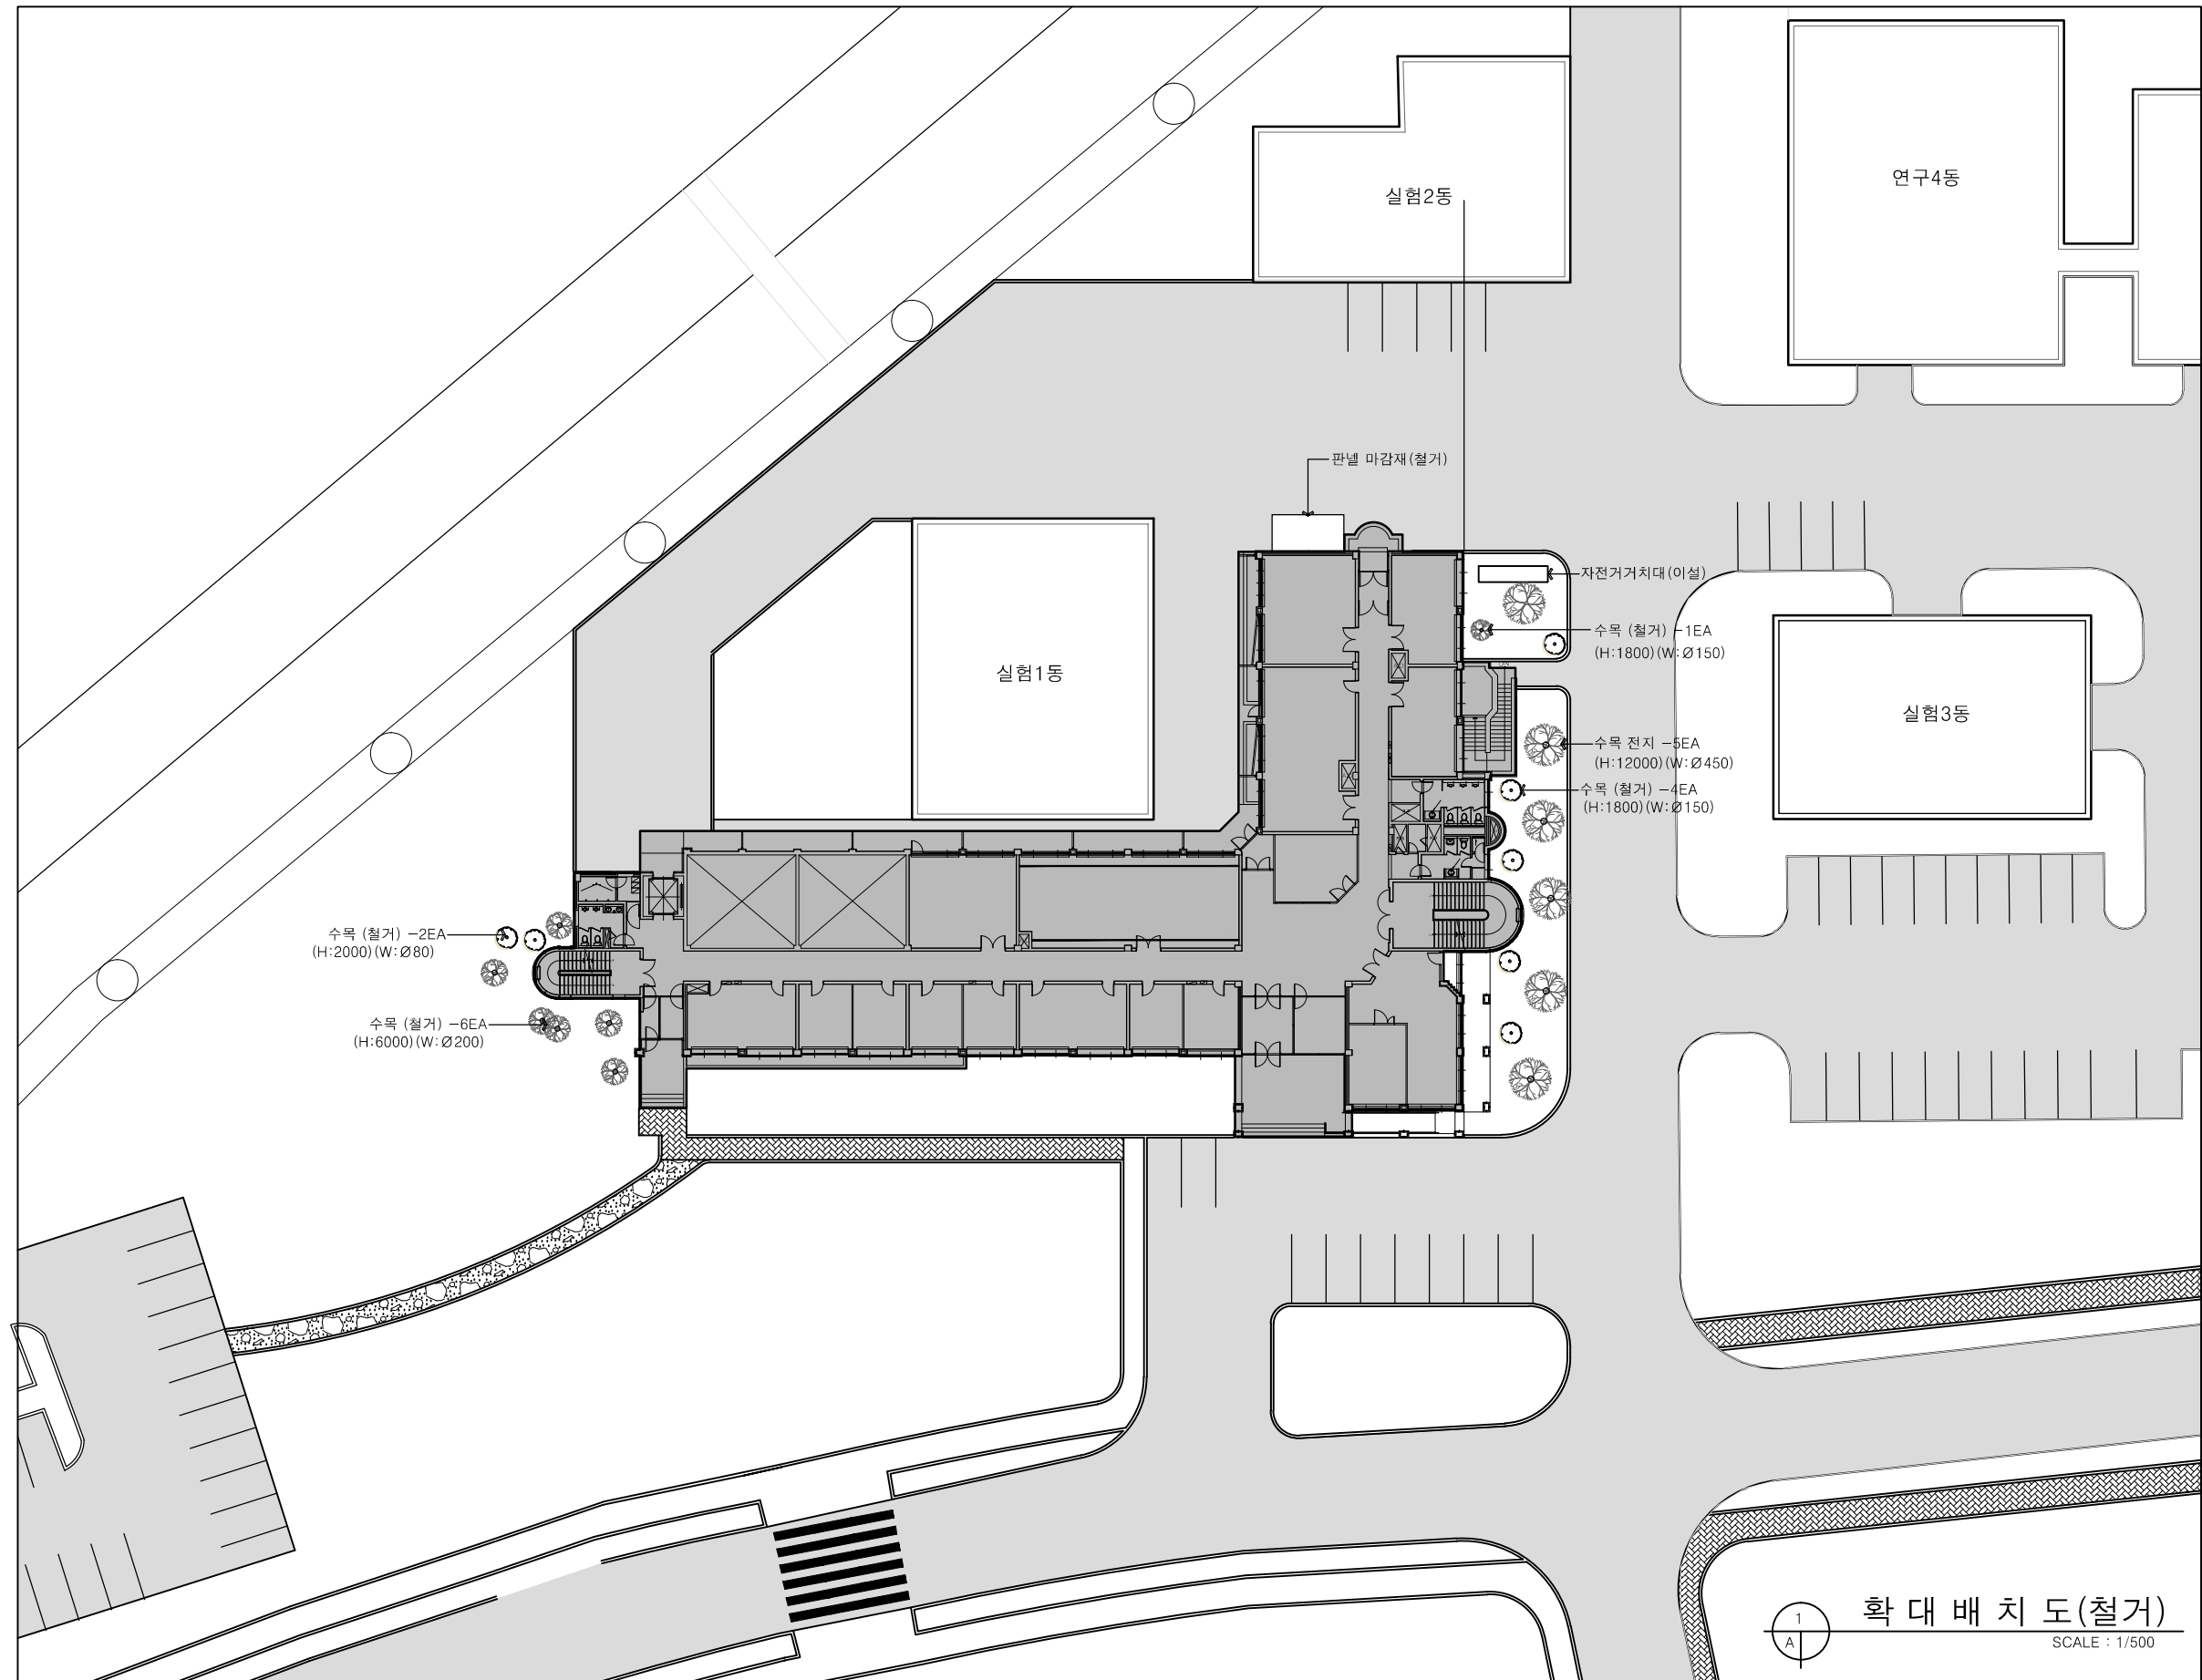 실험2동
연구4동
판넬 마감재(철거)
자전거거치대(이설)
수목 (철거) -1EA
(H:1800)(W:Ø150)
실험1동
실험3동
수목 전지 -5EA
(H:12000)(W:Ø450)
수목 (철거) -4EA
(H:1800)(W:Ø150)
수목 (철거) -2EA
(H:2000)(W:Ø80)
수목 (철거) -6EA
(H:6000)(W:Ø200)
1
A
확 대 배 치 도(철거)
SCALE : 1/500